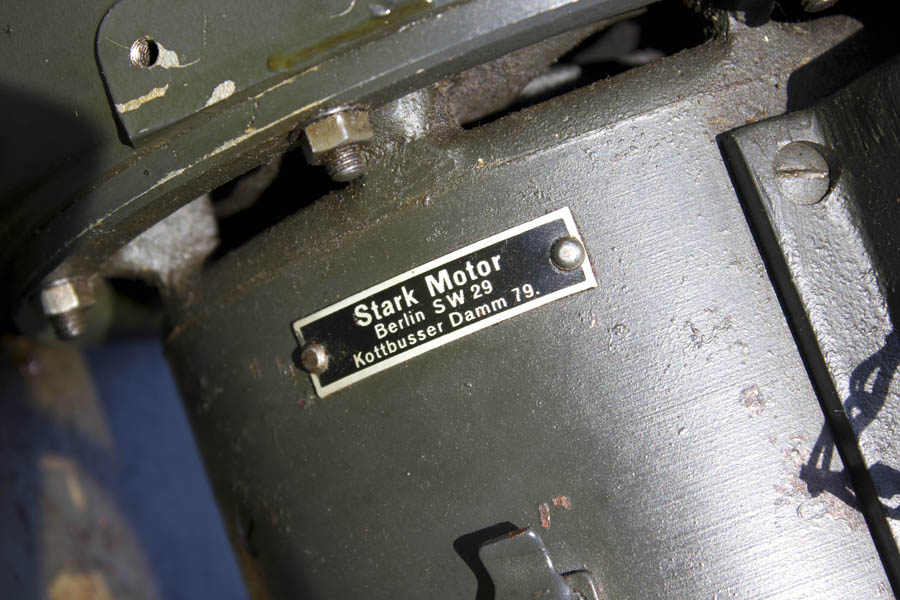 Stark Motor
Berlin SW 29
Kottbusser Damm 79.